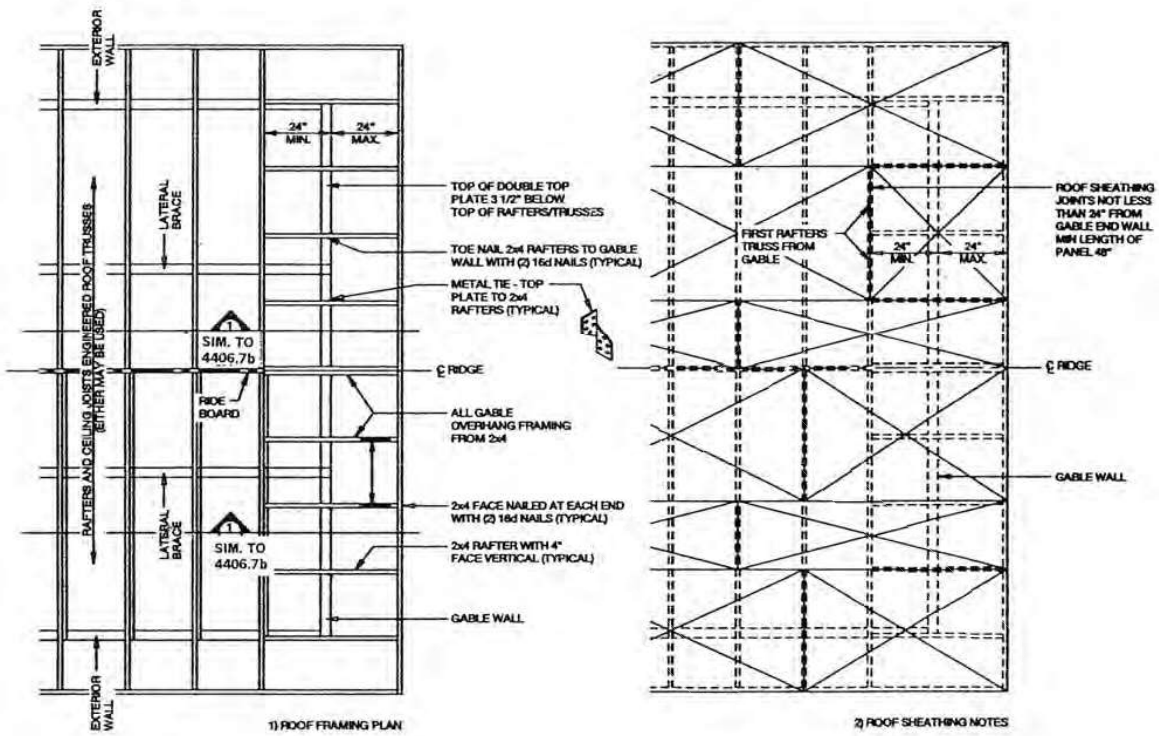 EXTERIOR
WALL
24"
MIN.
24"
MAX.
LATERAL
BRACE
RAFTERS AND CEILING JOISTS ENGINEERED ROOF TRUSSES
(EITHER MAY BE USED)
1
SIM. TO
4406.7b
RIDE
BOARD
LATERAL
BRACE
1
SIM. TO
4406.7b
EXTERIOR
WALL
TOP OF DOUBLE TOP
PLATE 3 1/2" BELOW
TOP OF RAFTERS/TRUSSES
TOE NAIL 2x4 RAFTERS TO GABLE
WALL WITH (2) 16d NAILS (TYPICAL)
METAL TIE - TOP
PLATE TO 2x4
RAFTERS (TYPICAL)
℄ RIDGE
ALL GABLE
OVERHANG FRAMING
FROM 2x4
2x4 FACE NAILED AT EACH END
WITH (2) 16d NAILS (TYPICAL)
2x4 RAFTER WITH 4"
FACE VERTICAL (TYPICAL)
GABLE WALL
1) ROOF FRAMING PLAN
FIRST RAFTERS
TRUSS FROM
GABLE
24"
MIN.
24"
MAX.
ROOF SHEATHING
JOINTS NOT LESS
THAN 24" FROM
GABLE END WALL
MIN LENGTH OF
PANEL 48"
℄ RIDGE
GABLE WALL
2) ROOF SHEATHING NOTES